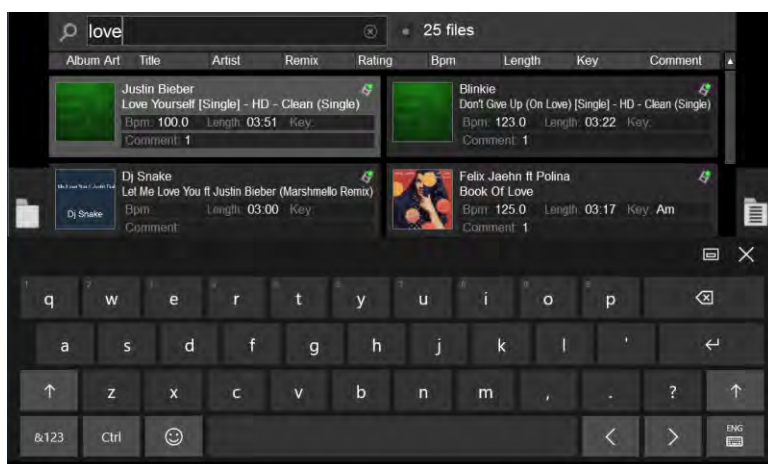 love
25 files
Album Art Title Artist Remix Rating Bpm Length Key Comment
Justin Bieber
Love Yourself [Single] - HD - Clean (Single)
Bpm: 100.0 Length: 03:51 Key:
Comment: 1
Blinkie
Don't Give Up (On Love) [Single] - HD - Clean (Single)
Bpm: 123.0 Length: 03:22 Key:
Comment: 1
Dj Snake
Dj Snake
Let Me Love You ft Justin Bieber (Marshmello Remix)
Bpm: Length: 03:00 Key:
Comment:
Felix Jaehn ft Polina
Book Of Love
Bpm: 125.0 Length: 03:17 Key: Am
Comment: 1
q w e r t y u i o p
a s d f g h j k l '
z x c v b n m , . ?
&123 Ctrl ENG